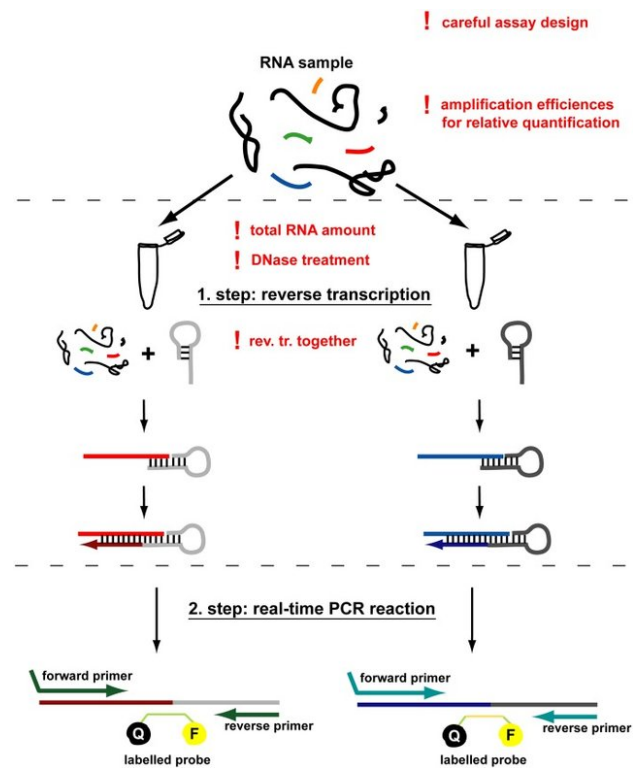 ! careful assay design
RNA sample
! amplification efficiences
for relative quantification
! total RNA amount
! DNase treatment
1. step: reverse transcription
+
! rev. tr. together
+
2. step: real-time PCR reaction
forward primer
reverse primer
Q
F
labelled probe
forward primer
reverse primer
Q
F
labelled probe